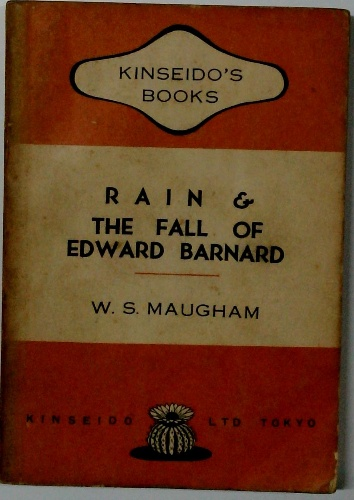 KINSEIDO'S
BOOKS
RAIN &
THE FALL OF
EDWARD BARNARD
W. S. MAUGHAM
KINSEIDO LTD TOKYO